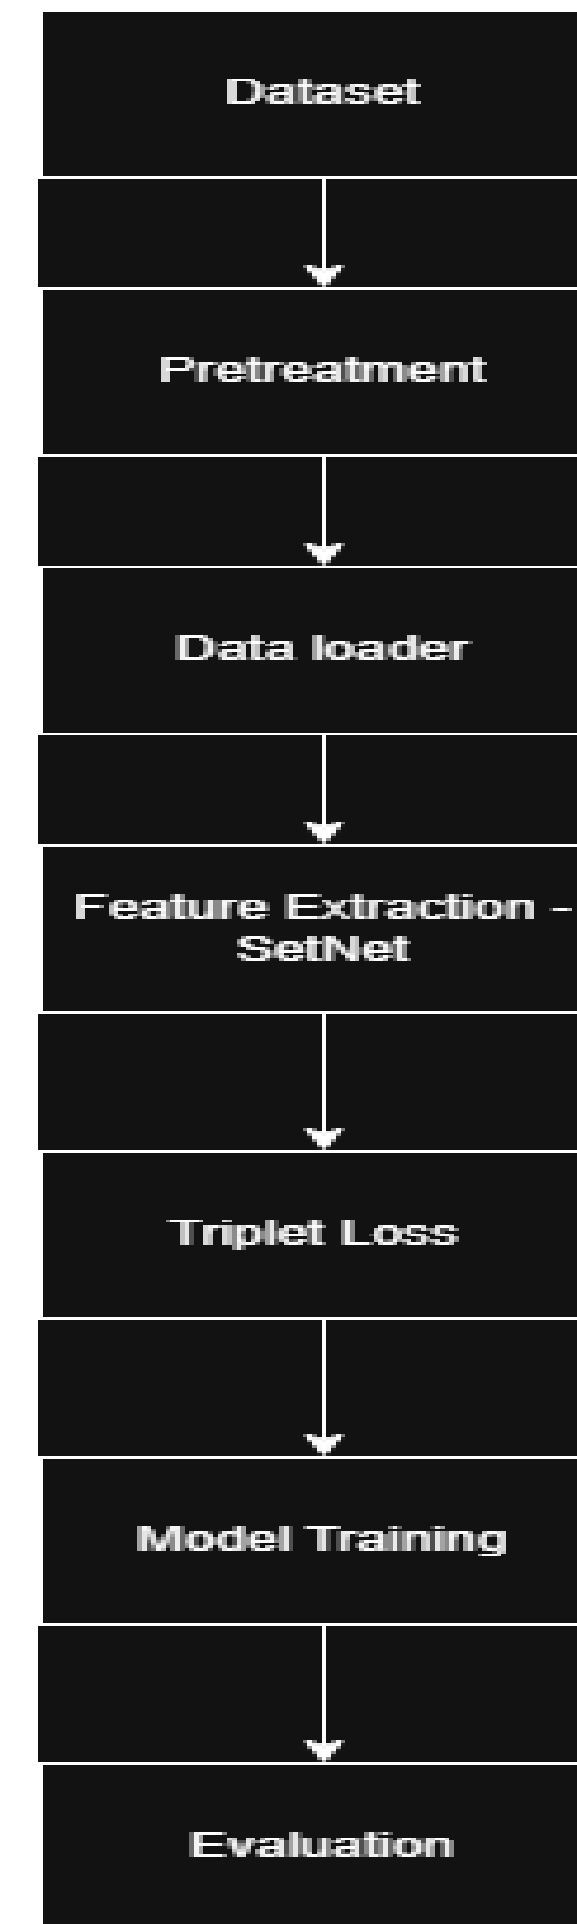 Dataset
Pretreatment
Data loader
Feature Extraction -
SetNet
Triplet Loss
Model Training
Evaluation